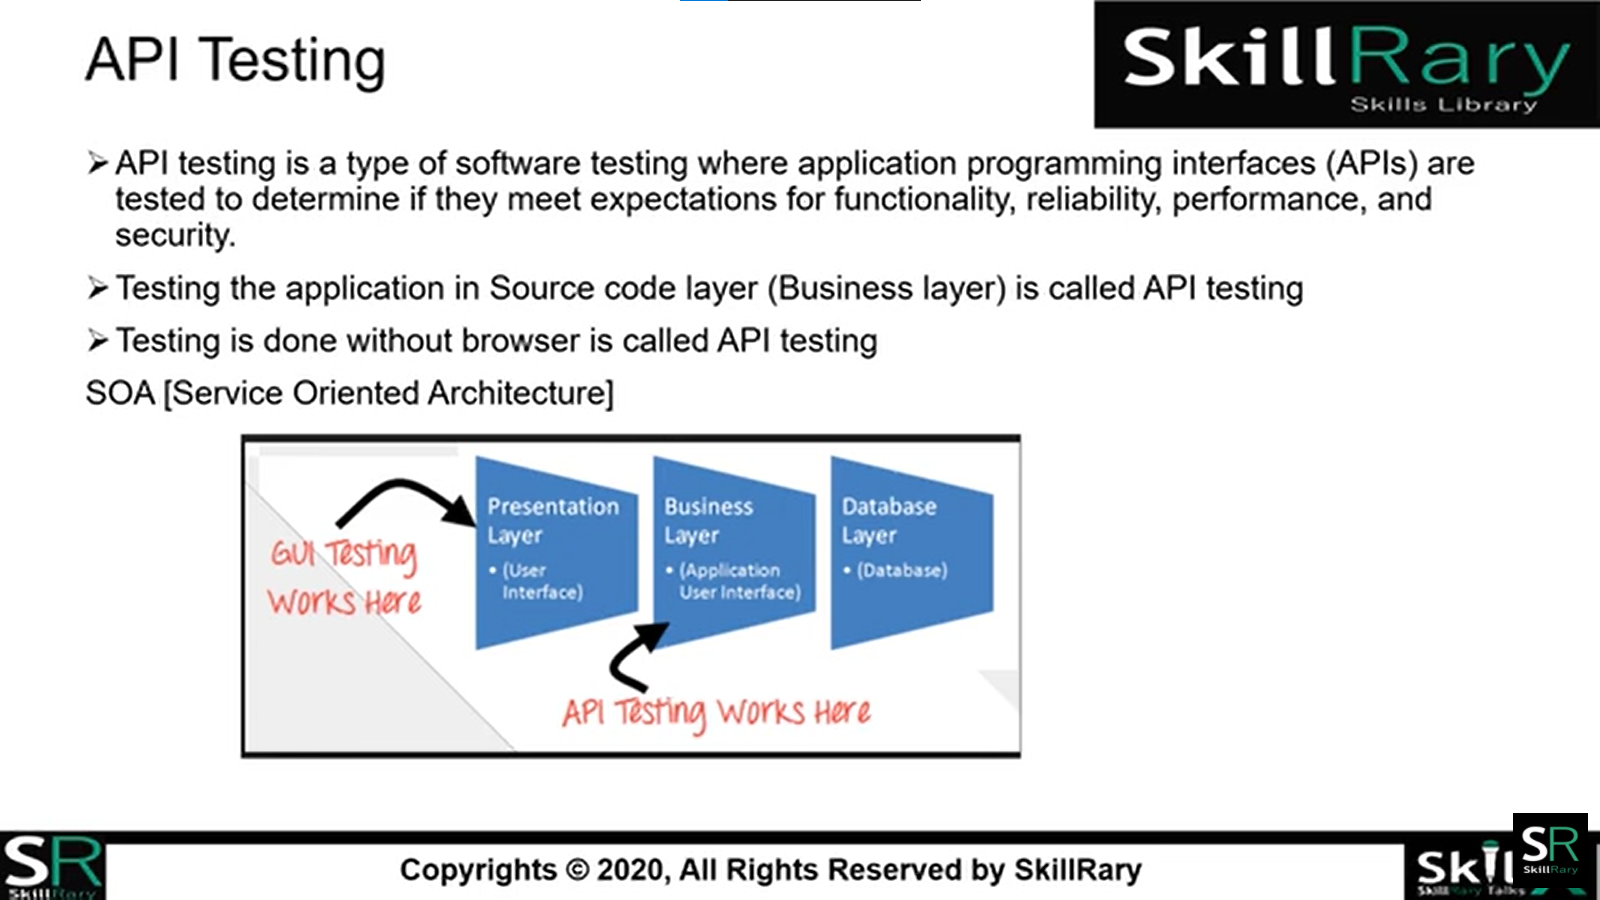 API Testing
SkillRary
Skills Library
➢ API testing is a type of software testing where application programming interfaces (APIs) are
tested to determine if they meet expectations for functionality, reliability, performance, and
security.
➢ Testing the application in Source code layer (Business layer) is called API testing
➢ Testing is done without browser is called API testing
SOA [Service Oriented Architecture]
GUI Testing
Works Here
Presentation
Layer
• (User
Interface)
Business
Layer
• (Application
User Interface)
Database
Layer
• (Database)
API Testing Works Here
SR
SkillRary
Copyrights © 2020, All Rights Reserved by SkillRary
Skil
SkillRary Talks
SR
SkillRary